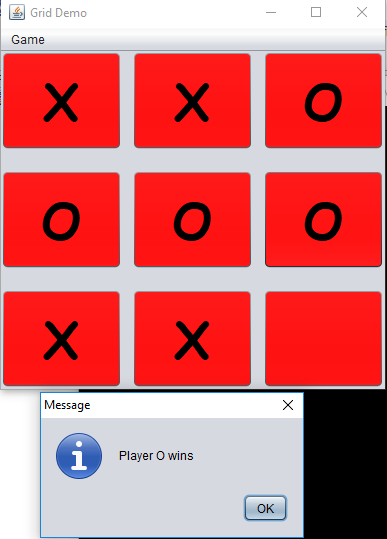 Grid Demo
Game
X X O
O O O
X X
Message
i Player O wins
OK